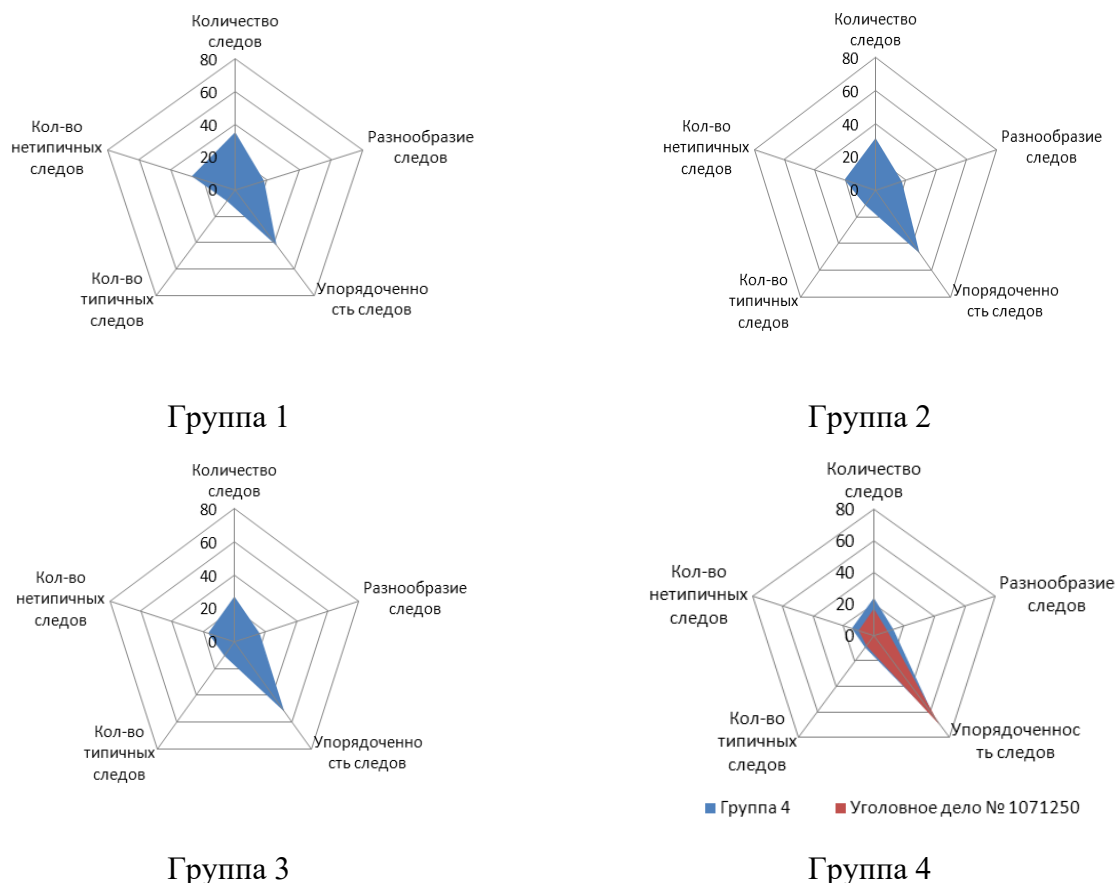 Количество
следов
80
60
40
20
0
Разнообразие
следов
Упорядоченно
сть следов
Кол-во
типичных
следов
Кол-во
нетипичных
следов
Группа 1
Количество
следов
80
60
40
20
0
Разнообразие
следов
Упорядоченно
сть следов
Кол-во
типичных
следов
Кол-во
нетипичных
следов
Группа 2
Количество
следов
80
60
40
20
0
Разнообразие
следов
Упорядоченно
сть следов
Кол-во
типичных
следов
Кол-во
нетипичных
следов
Группа 3
Количество
следов
80
60
40
20
0
Разнообразие
следов
Упорядоченнос
ть следов
Кол-во
типичных
следов
Кол-во
нетипичных
следов
Группа 4
Уголовное дело № 1071250
Группа 4